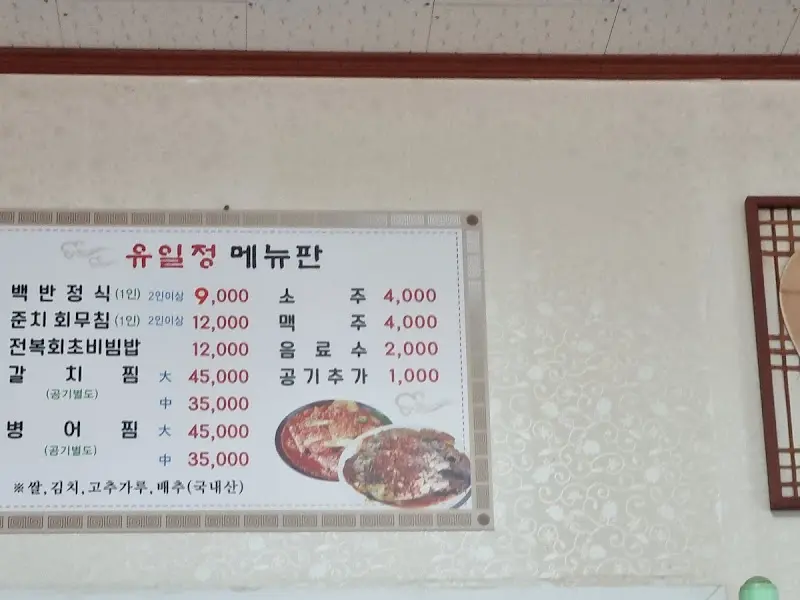 유일정 메뉴판
백반정식 (1인) 2인이상 9,000
준치회무침 (1인) 2인이상 12,000
전복회초비빔밥 12,000
갈치찜 大 45,000
(공기별도)
中 35,000
병어찜 大 45,000
(공기별도)
中 35,000
※쌀,김치,고추가루,배추(국내산)
소주 4,000
맥주 4,000
음료수 2,000
공기추가 1,000